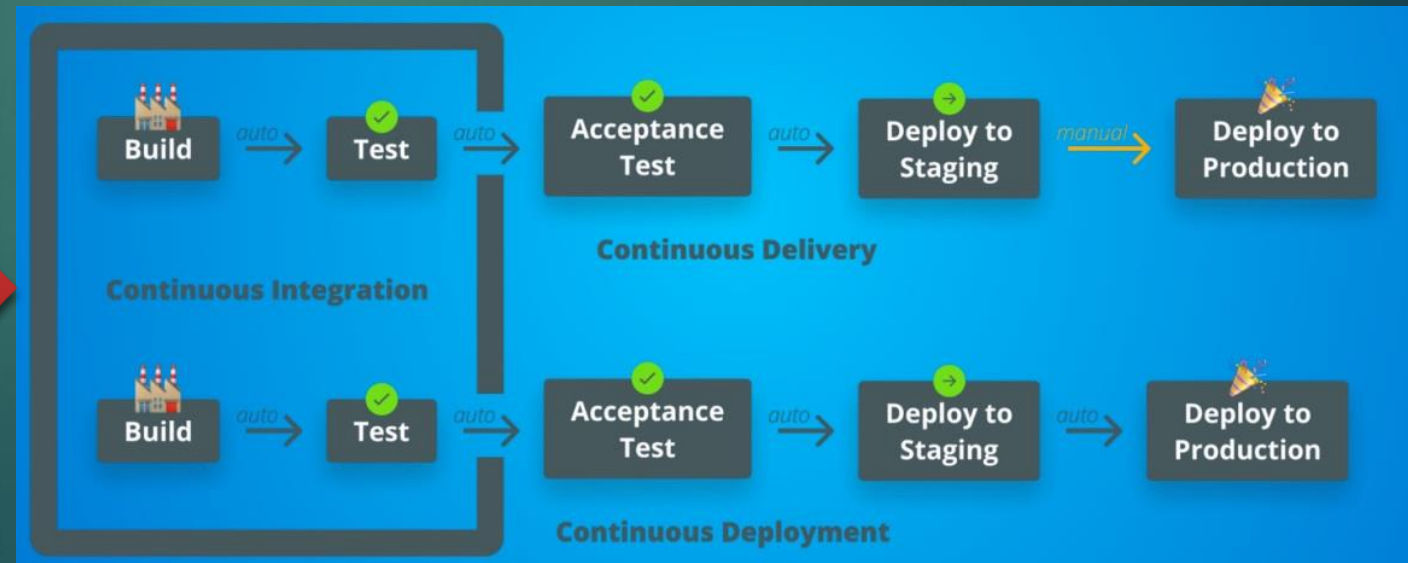 Build
auto
Test
auto
Acceptance
Test
auto
Deploy to
Staging
manual
Deploy to
Production
Continuous Delivery
Continuous Integration
Build
auto
Test
auto
Acceptance
Test
auto
Deploy to
Staging
auto
Deploy to
Production
Continuous Deployment